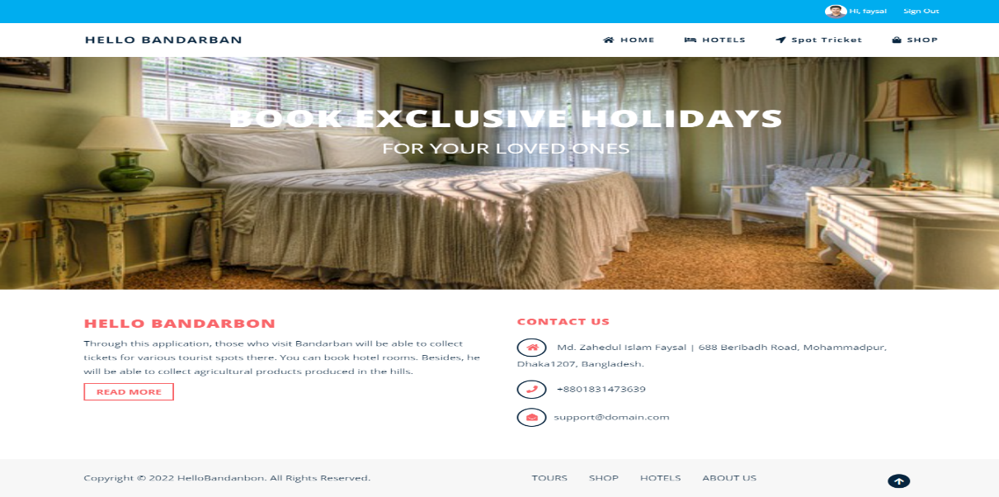 Hi, faysal Sign Out
HELLO BANDARBAN HOME HOTELS Spot Tricket SHOP
BOOK EXCLUSIVE HOLIDAYS
FOR YOUR LOVED ONES
HELLO BANDARBON
Through this application, those who visit Bandarban will be able to collect
tickets for various tourist spots there. You can book hotel rooms. Besides, he
will be able to collect agricultural products produced in the hills.
READ MORE
CONTACT US
Md. Zahedul Islam Faysal | 688 Beribadh Road, Mohammadpur,
Dhaka1207, Bangladesh.
+8801831473639
support@domain.com
Copyright © 2022 HelloBandanbon. All Rights Reserved. TOURS SHOP HOTELS ABOUT US